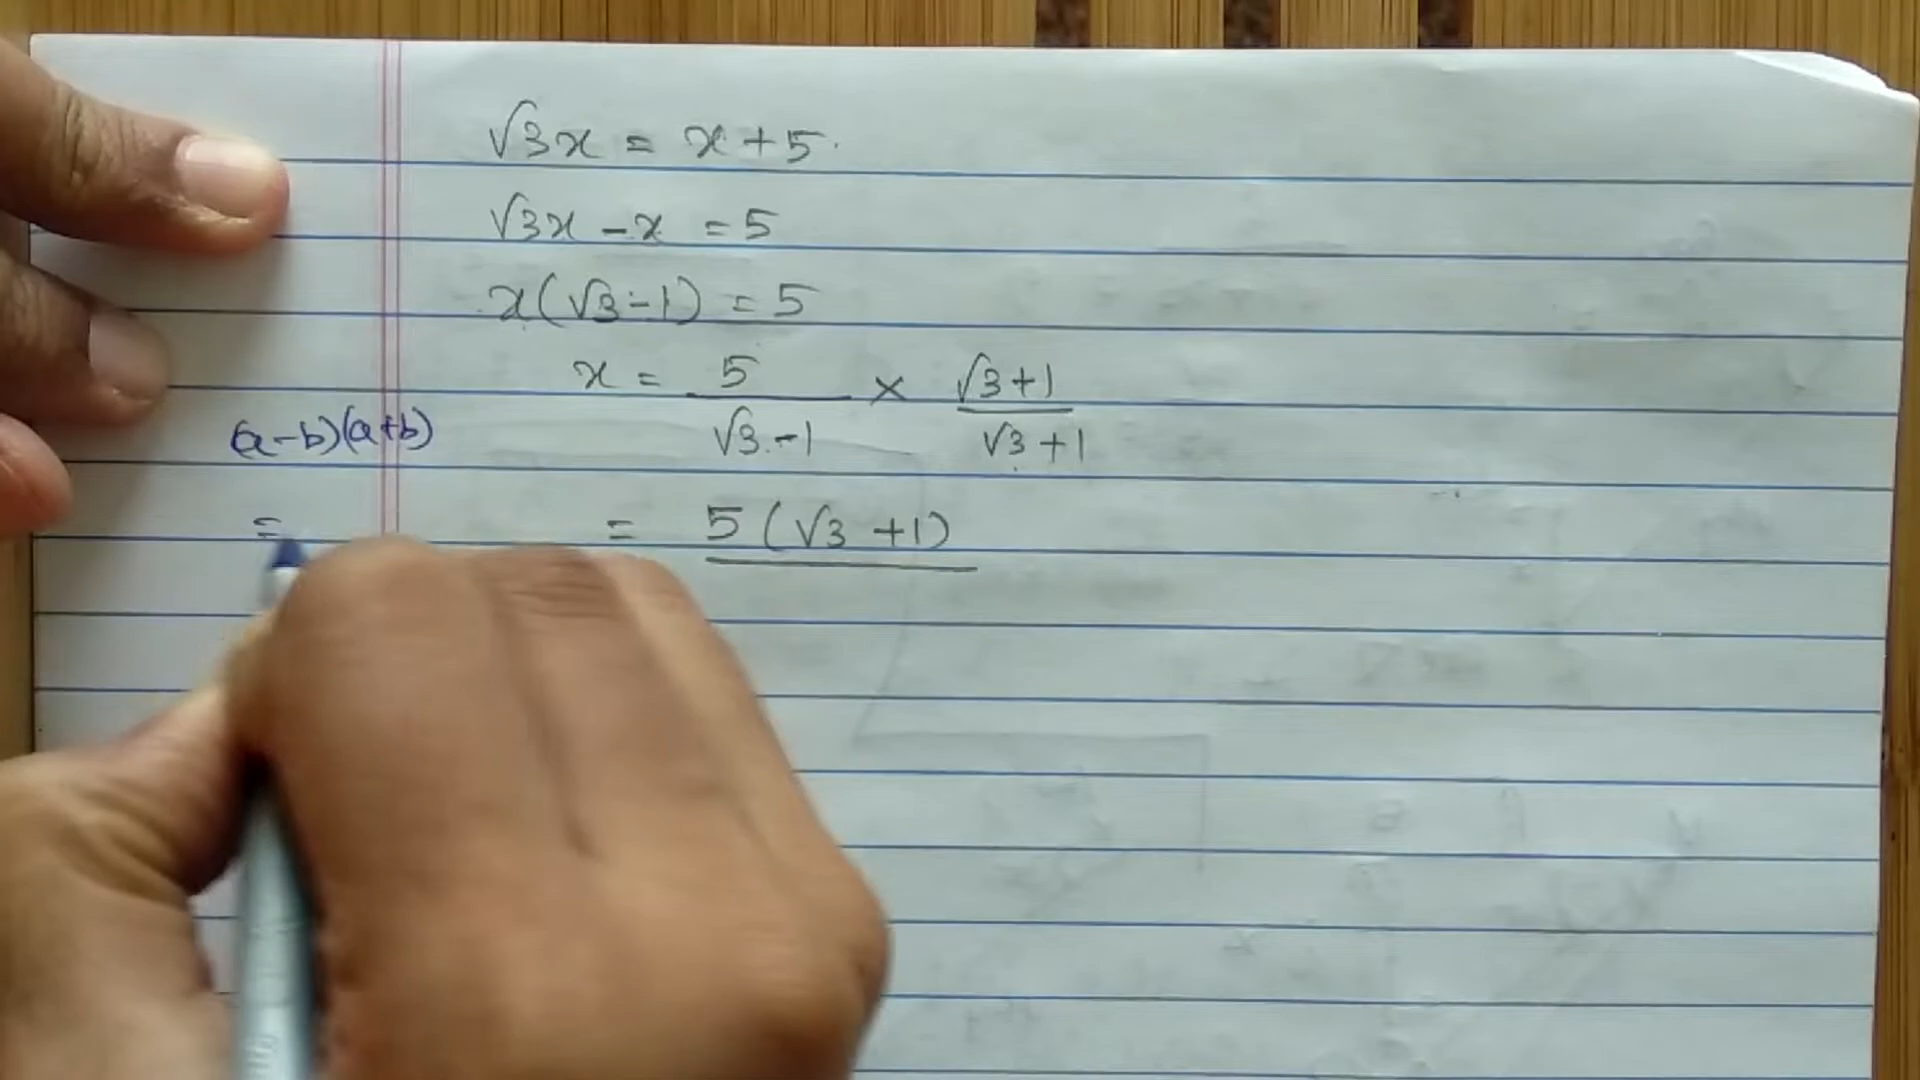 √3x = x+5.
√3x - x = 5
x(√3-1) = 5
x = 5/(√3-1) × (√3+1)/(√3+1)
(a-b)(a+b)
=
= 5(√3+1)